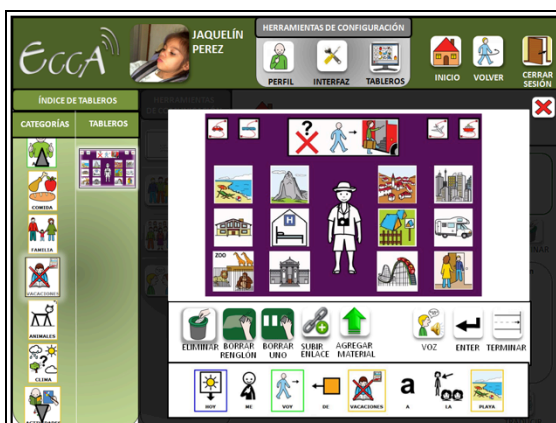 ECCA
JAQUELÍN
PEREZ
HERRAMIENTAS DE CONFIGURACIÓN
PERFIL
INTERFAZ
TABLEROS
INICIO
VOLVER
CERRAR
SESIÓN
ÍNDICE DE TABLEROS
CATEGORÍAS
TABLEROS
COMIDA
FAMILIA
VACACIONES
ANIMALES
CLIMA
HERRAMIENTAS
?
ZOO
H
ELIMINAR
BORRAR
RENGLÓN
BORRAR
UNO
SUBIR
ENLACE
AGREGAR
MATERIAL
VOZ
ENTER
TERMINAR
a
HOY
ME
VOY
DE
VACACIONES
A
LA
PLAYA